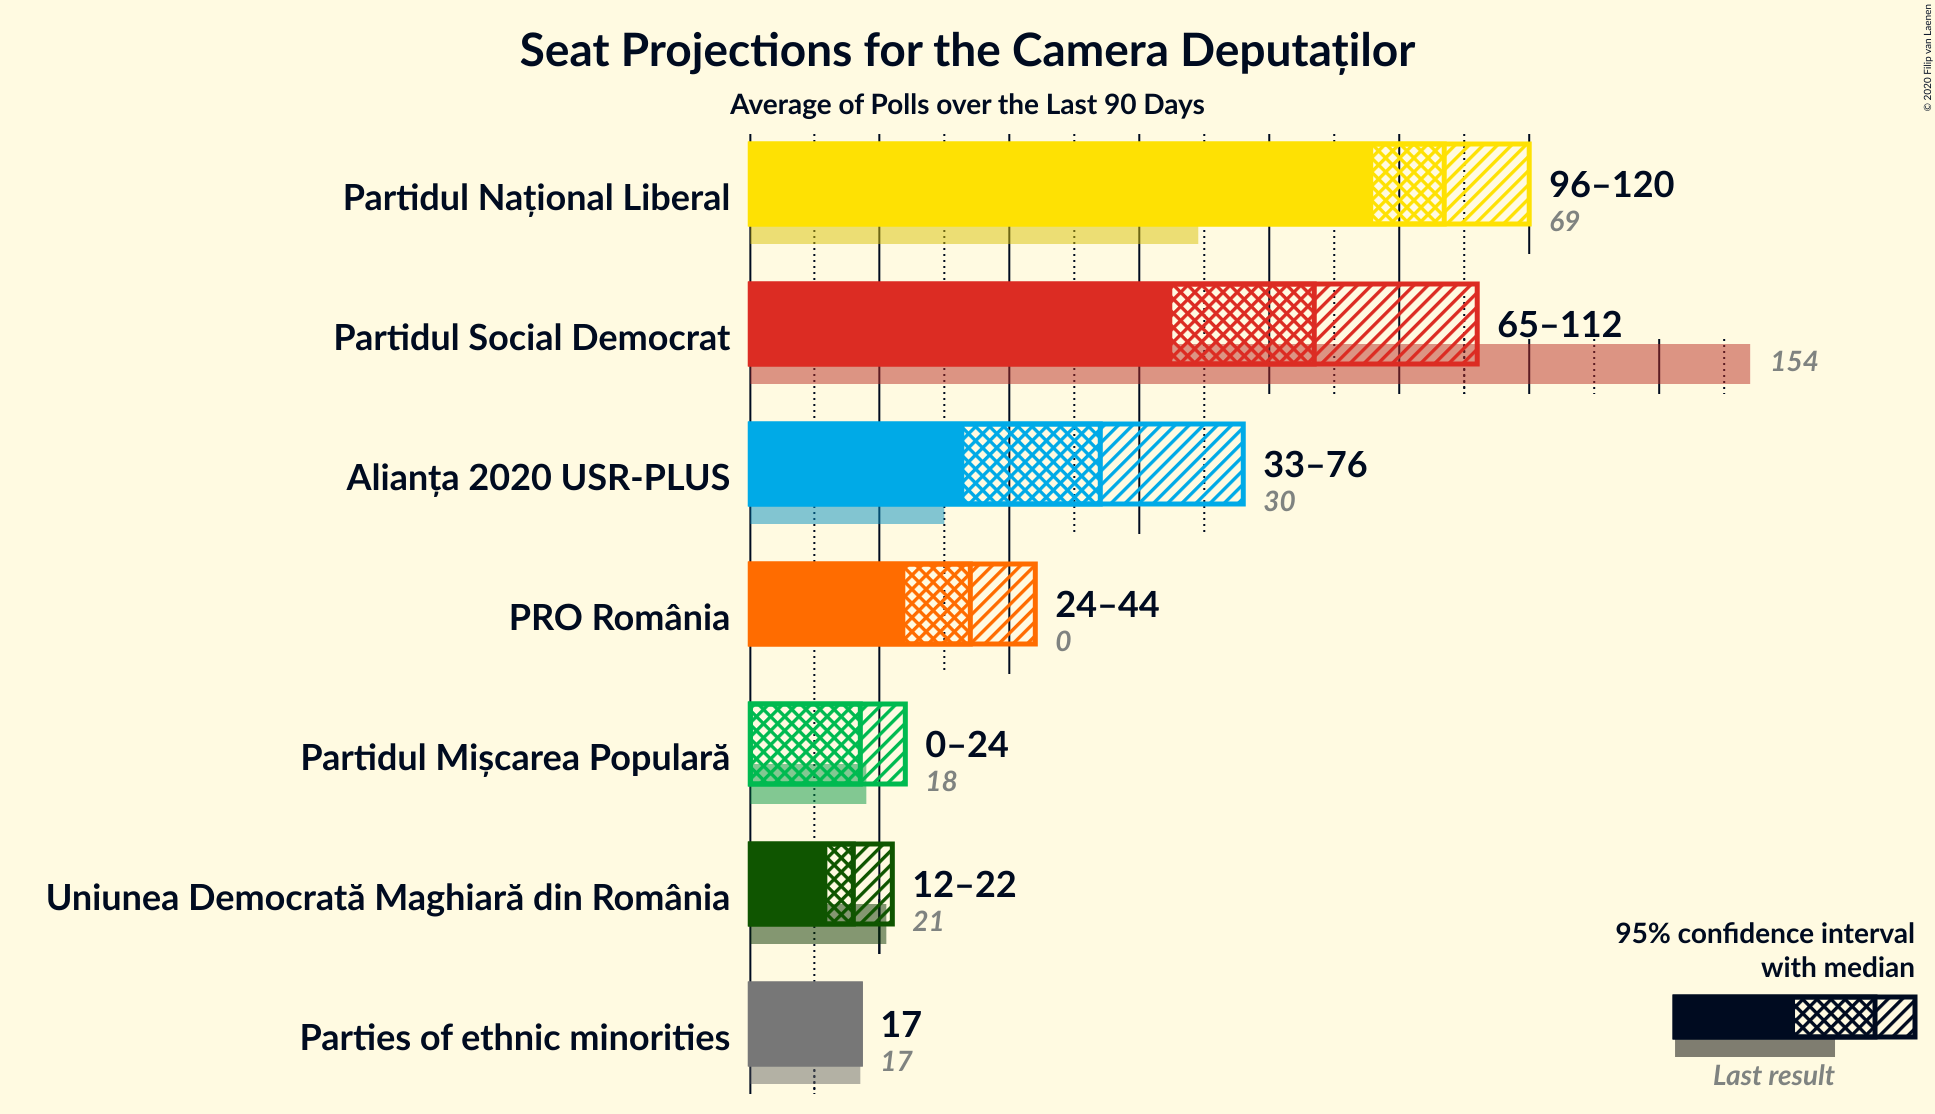 Seat Projections for the Camera Deputaților
Average of Polls over the Last 90 Days
© 2020 Filip van Laenen
Partidul Național Liberal
96–120
69
Partidul Social Democrat
65–112
154
Alianța 2020 USR-PLUS
33–76
30
PRO România
24–44
0
Partidul Mișcarea Populară
0–24
18
Uniunea Democrată Maghiară din România
12–22
21
Parties of ethnic minorities
17
17
95% confidence interval
with median
Last result